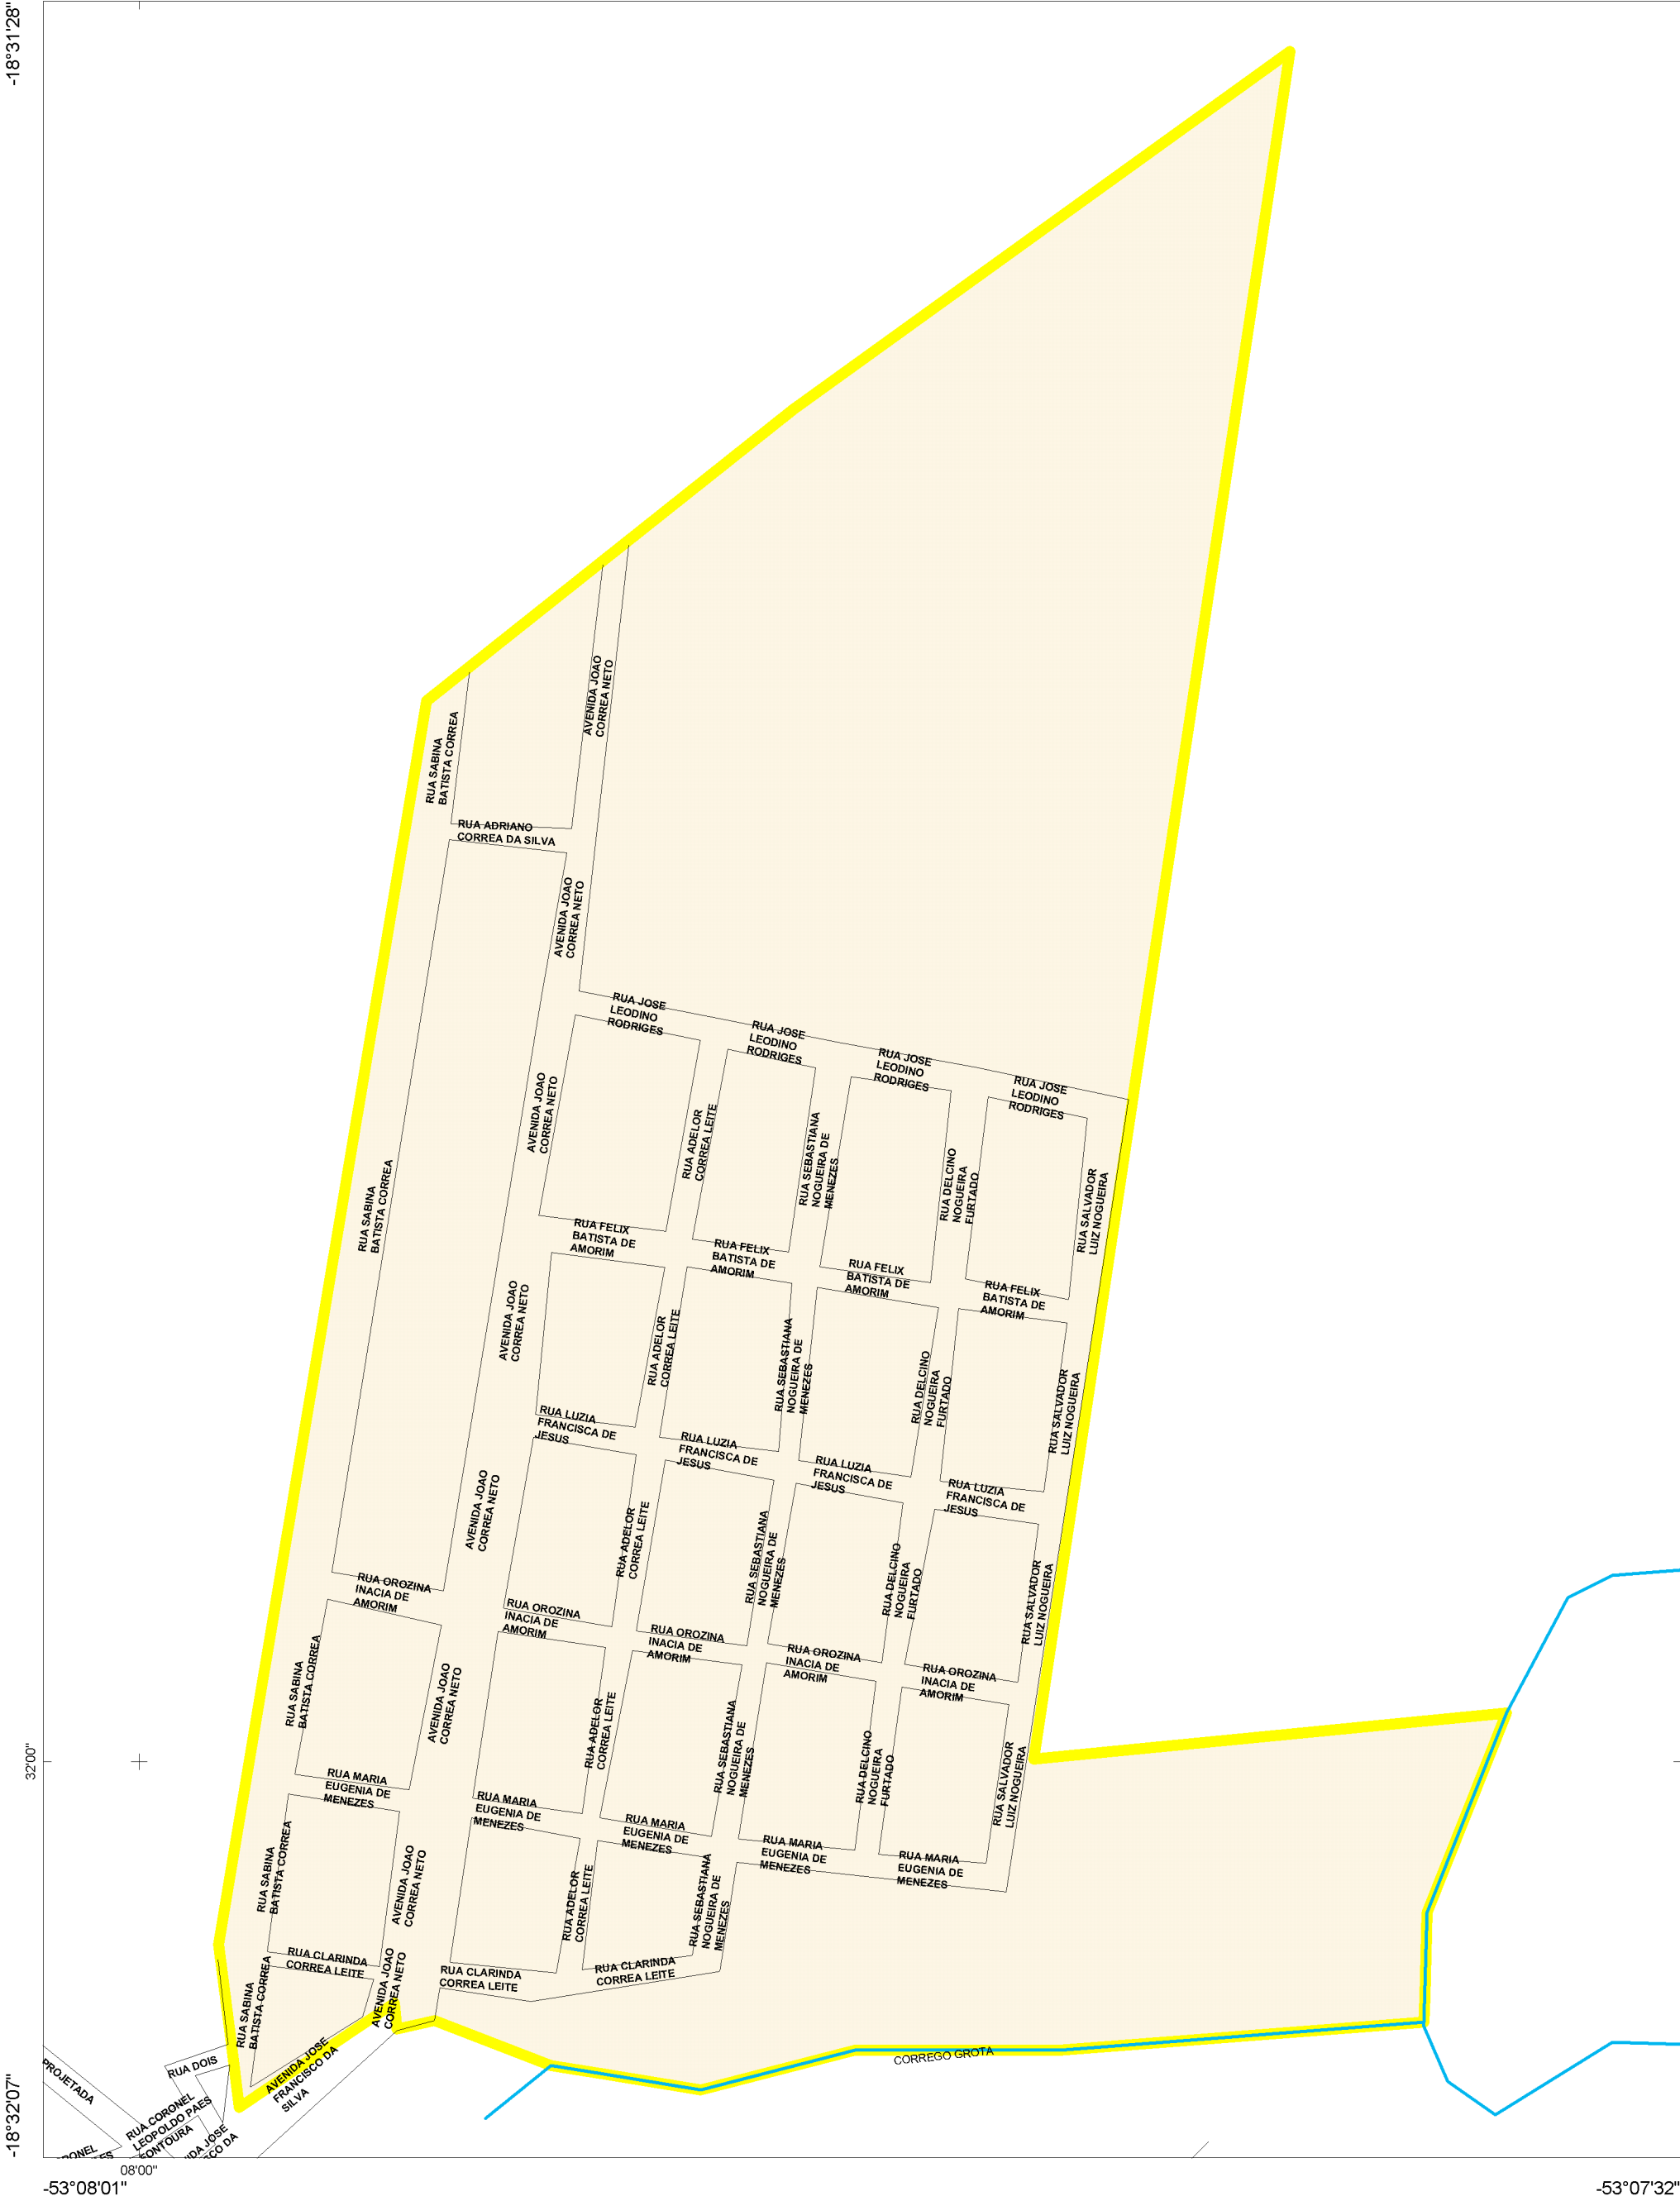 -18°31'28"
AVENIDA JOAO
CORREA NETO
RUA SABINA
BATISTA CORREA
RUA ADRIANO
CORREA DA SILVA
AVENIDA JOAO
CORREA NETO
RUA JOSE
LEODINO
RODRIGES
RUA JOSE
LEODINO
RODRIGES
RUA JOSE
LEODINO
RODRIGES
RUA JOSE
LEODINO
RODRIGES
AVENIDA JOAO
CORREA NETO
RUA ADELOR
CORREA LEITE
RUA SEBASTIANA
NOGUEIRA DE
MENEZES
RUA DELCINO
NOGUEIRA
FURTADO
RUA SALVADOR
LUIZ NOGUEIRA
RUA SABINA
BATISTA CORREA
RUA FELIX
BATISTA DE
AMORIM
RUA FELIX
BATISTA DE
AMORIM
RUA FELIX
BATISTA DE
AMORIM
RUA FELIX
BATISTA DE
AMORIM
AVENIDA JOAO
CORREA NETO
RUA ADELOR
CORREA LEITE
RUA SEBASTIANA
NOGUEIRA DE
MENEZES
RUA DELCINO
NOGUEIRA
FURTADO
RUA SALVADOR
LUIZ NOGUEIRA
RUA LUZIA
FRANCISCA DE
JESUS
RUA LUZIA
FRANCISCA DE
JESUS
RUA LUZIA
FRANCISCA DE
JESUS
RUA LUZIA
FRANCISCA DE
JESUS
AVENIDA JOAO
CORREA NETO
RUA ADELOR
CORREA LEITE
RUA SEBASTIANA
NOGUEIRA DE
MENEZES
RUA DELCINO
NOGUEIRA
FURTADO
RUA SALVADOR
LUIZ NOGUEIRA
RUA OROZINA
INACIA DE
AMORIM
RUA OROZINA
INACIA DE
AMORIM
RUA OROZINA
INACIA DE
AMORIM
RUA OROZINA
INACIA DE
AMORIM
RUA OROZINA
INACIA DE
AMORIM
RUA SABINA
BATISTA CORREA
AVENIDA JOAO
CORREA NETO
RUA ADELOR
CORREA LEITE
RUA SEBASTIANA
NOGUEIRA DE
MENEZES
RUA DELCINO
NOGUEIRA
FURTADO
RUA SALVADOR
LUIZ NOGUEIRA
32'00"
RUA MARIA
EUGENIA DE
MENEZES
RUA MARIA
EUGENIA DE
MENEZES
RUA MARIA
EUGENIA DE
MENEZES
RUA MARIA
EUGENIA DE
MENEZES
RUA MARIA
EUGENIA DE
MENEZES
RUA SABINA
BATISTA CORREA
AVENIDA JOAO
CORREA NETO
RUA ADELOR
CORREA LEITE
RUA SEBASTIANA
NOGUEIRA DE
MENEZES
RUA CLARINDA
CORREA LEITE
RUA CLARINDA
CORREA LEITE
RUA CLARINDA
CORREA LEITE
RUA SABINA
BATISTA CORREA
AVENIDA JOAO
CORREA NETO
CORREGO GROTA
AVENIDA JOSE
FRANCISCO DA
SILVA
RUA DOIS
PROJETADA
RUA CORONEL
LEOPOLDO PAES
FONTOURA
-18°32'07"
08'00"
-53°08'01"
-53°07'32"